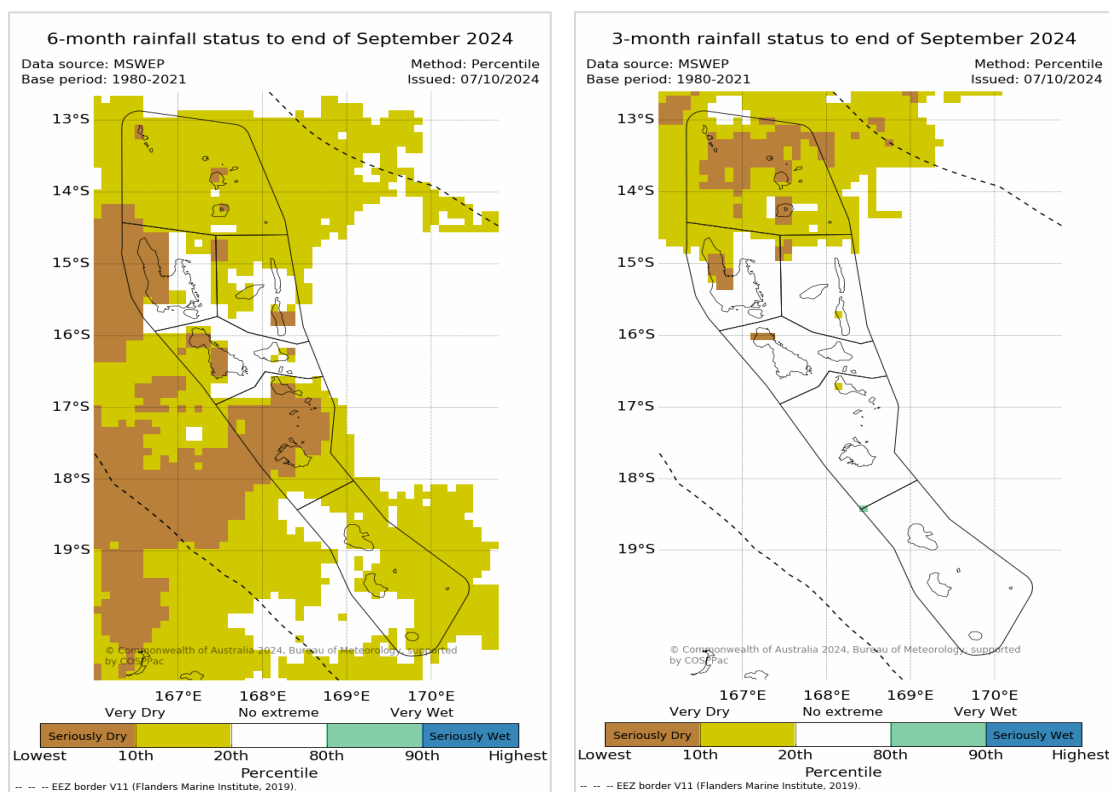 6-month rainfall status to end of September 2024
Data source: MSWEP
Method: Percentile
Base period: 1980-2021
Issued: 07/10/2024
13°S
14°S
15°S
16°S
17°S
18°S
19°S
© Commonwealth of Australia 2024, Bureau of Meteorology, supported
by COSPPac
167°E
168°E
169°E
170°E
Very Dry
No extreme
Very Wet
Seriously Dry
Seriously Wet
Lowest
10th
20th
80th
90th
Highest
Percentile
-- -- -- EEZ border V11 (Flanders Marine Institute, 2019).
3-month rainfall status to end of September 2024
Data source: MSWEP
Method: Percentile
Base period: 1980-2021
Issued: 07/10/2024
13°S
14°S
15°S
16°S
17°S
18°S
19°S
© Commonwealth of Australia 2024, Bureau of Meteorology, supported
by COSPPac
167°E
168°E
169°E
170°E
Very Dry
No extreme
Very Wet
Seriously Dry
Seriously Wet
Lowest
10th
20th
80th
90th
Highest
Percentile
-- -- -- EEZ border V11 (Flanders Marine Institute, 2019).